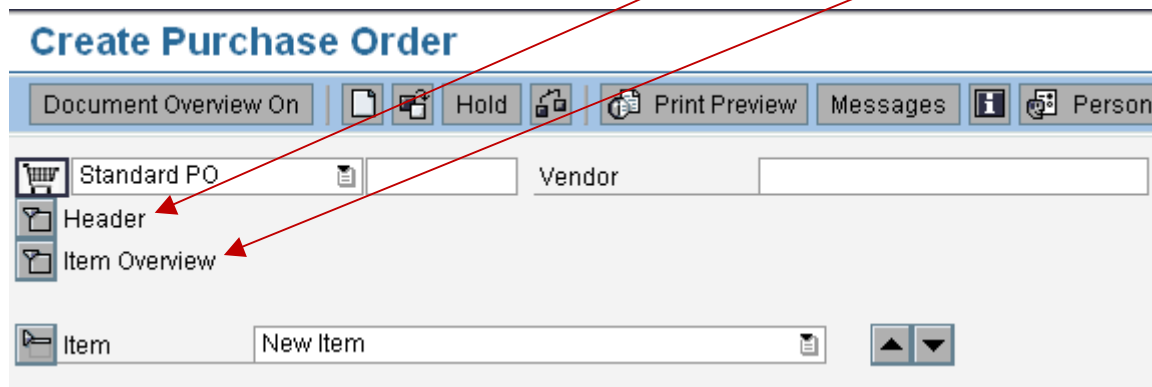 Create Purchase Order
Document Overview On Hold Print Preview Messages Person
Standard PO Vendor
Header
Item Overview
Item New Item